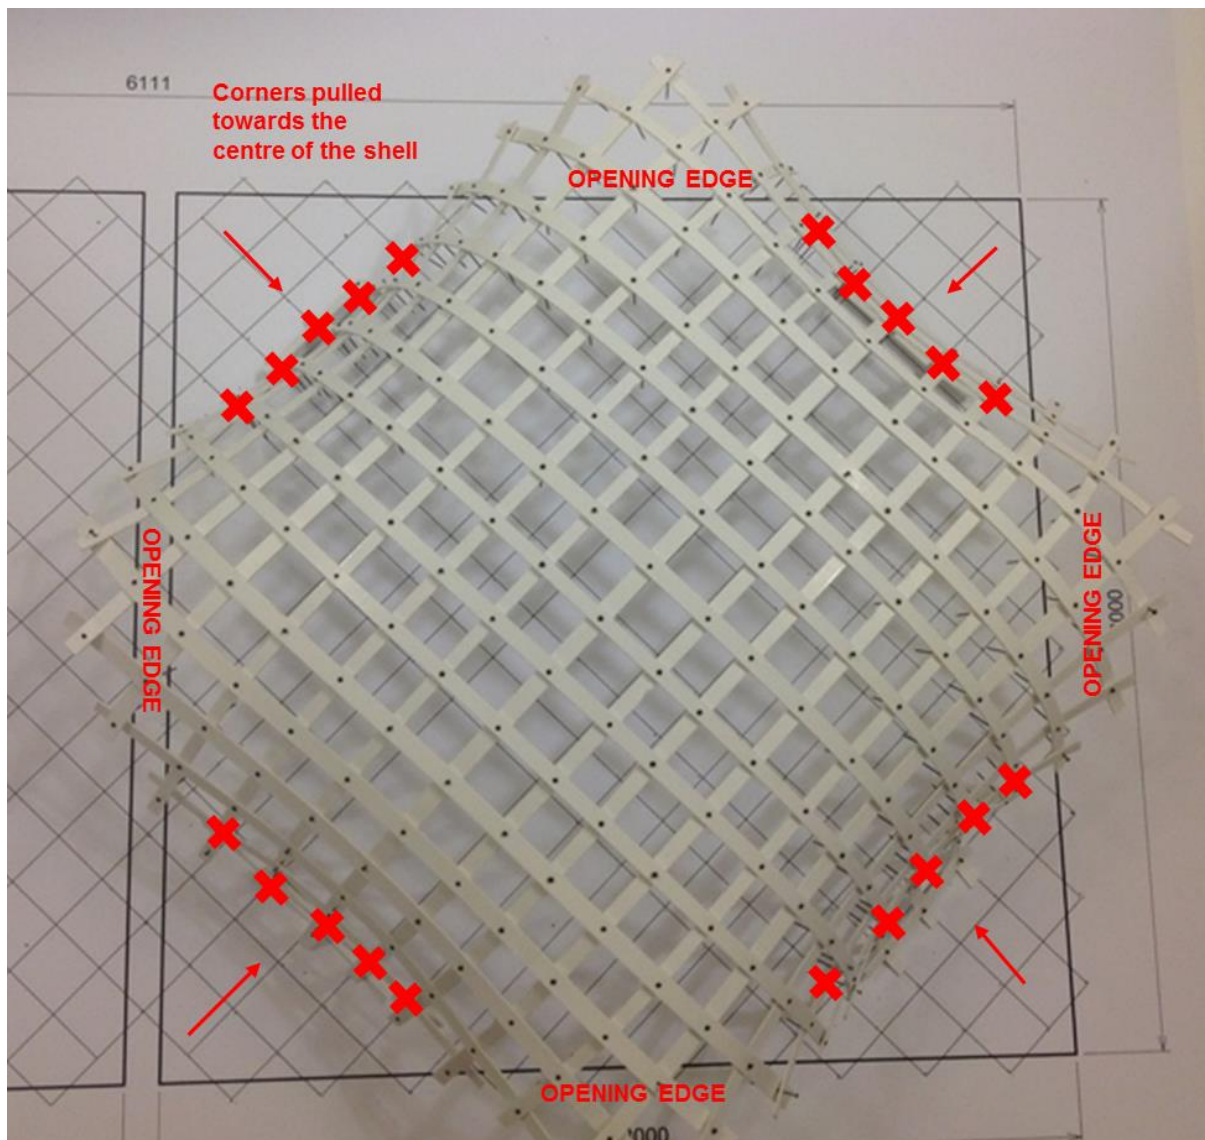 6111
Corners pulled
towards the
centre of the shell
OPENING EDGE
OPENING EDGE
OPENING EDGE
'000
OPENING EDGE
'000